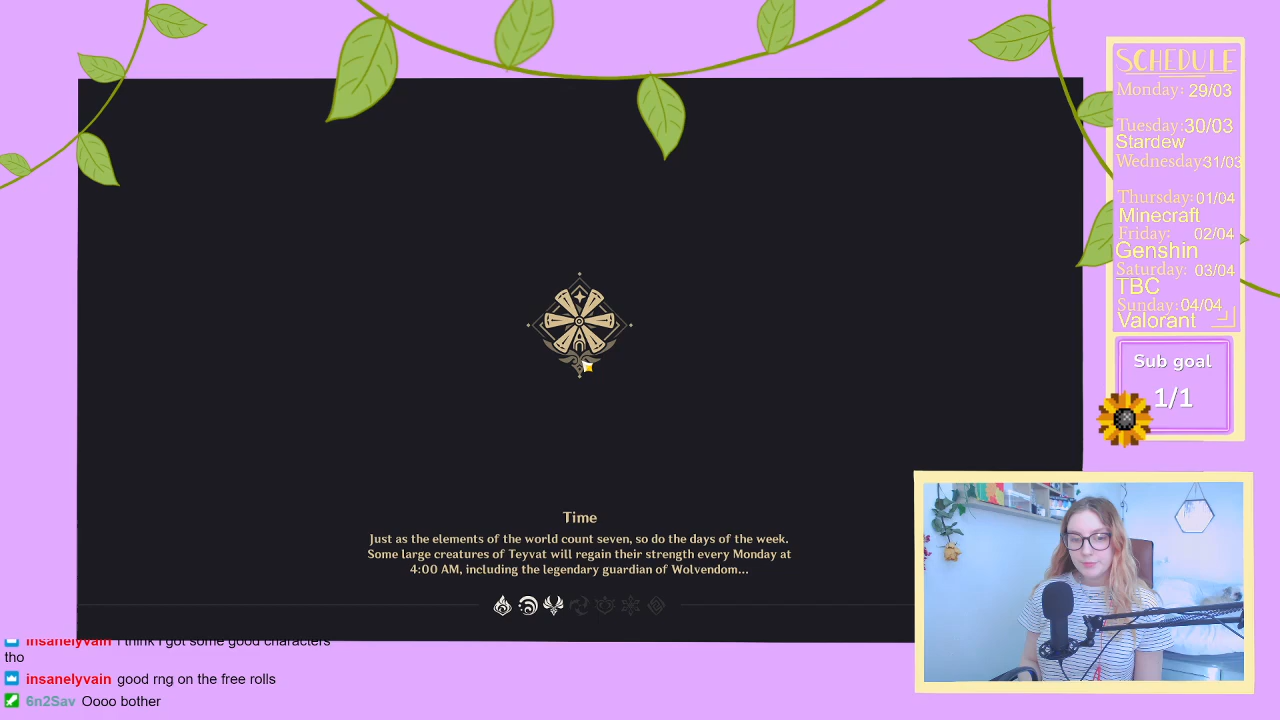 SCHEDULE
Monday: 29/03
Tuesday: 30/03
Stardew
Wednesday: 31/03
Thursday: 01/04
Minecraft
Friday: 02/04
Genshin
Saturday: 03/04
TBC
Sunday: 04/04
Valorant
Sub goal
1/1
Time
Just as the elements of the world count seven, so do the days of the week.
Some large creatures of Teyvat will regain their strength every Monday at
4:00 AM, including the legendary guardian of Wolvendom...
insanelyvain i think i got some good characters
tho
insanelyvain good rng on the free rolls
6n2Sav Oooo bother